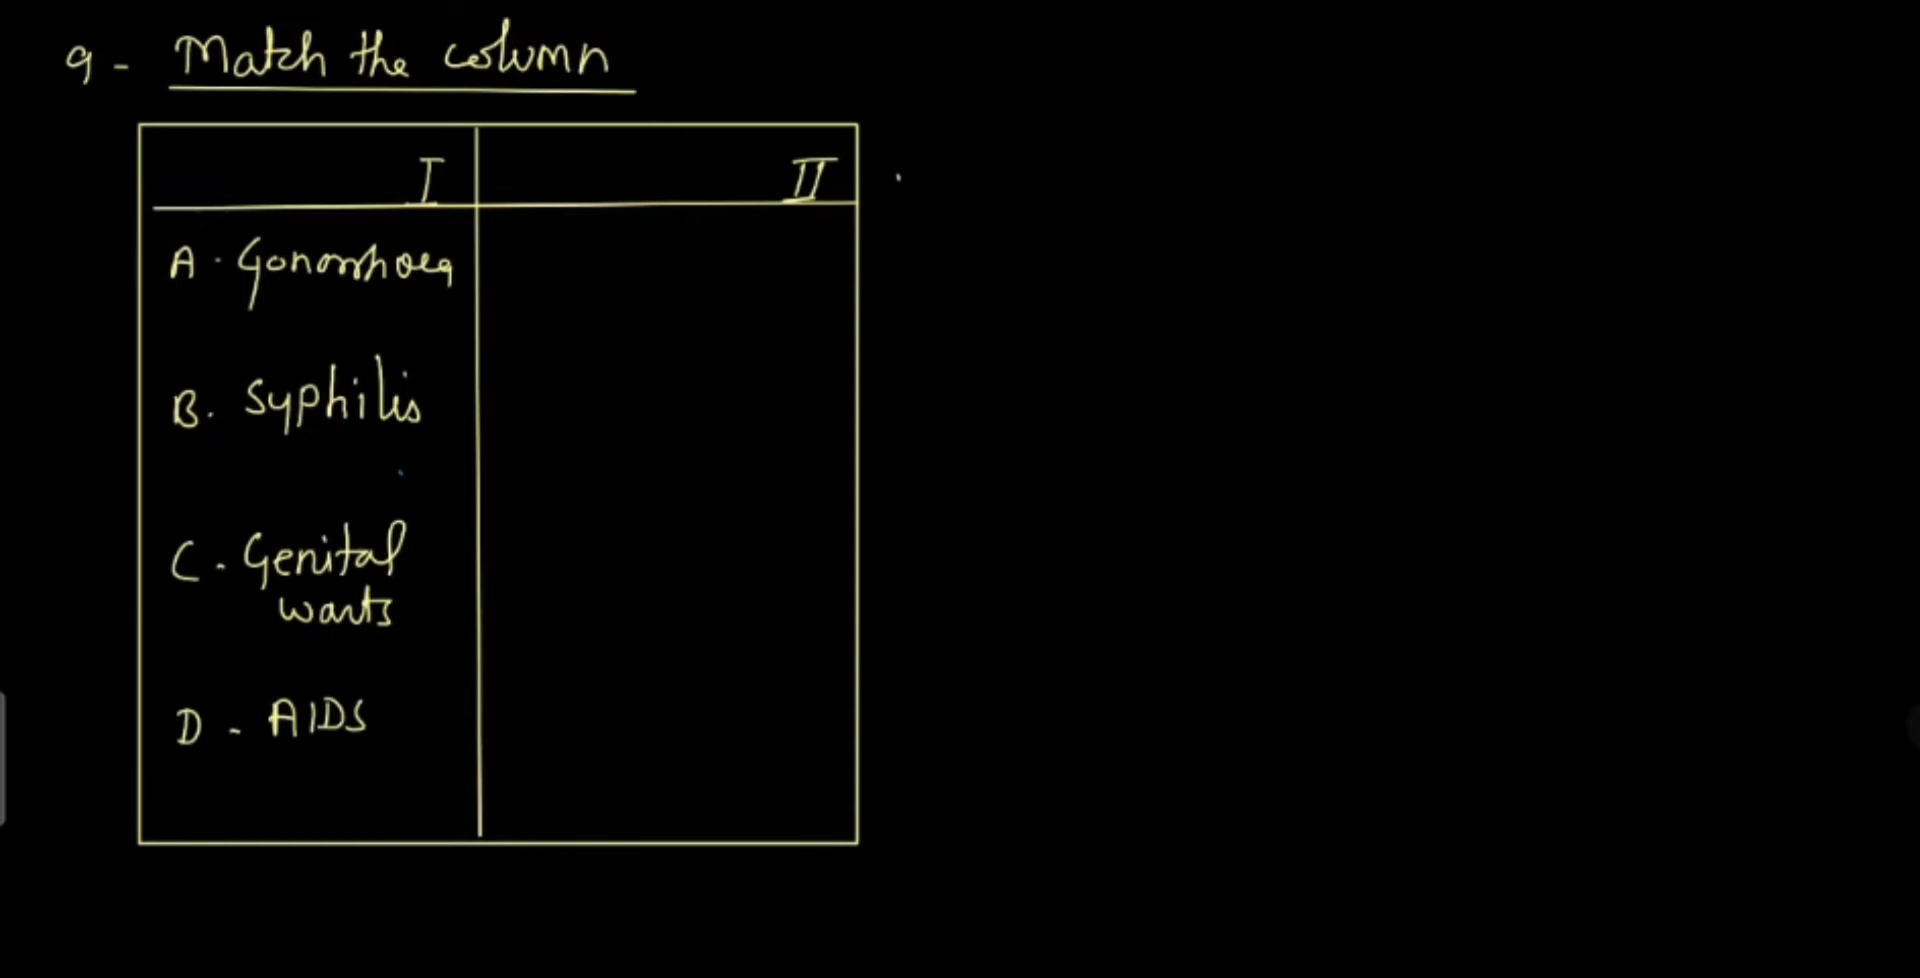 9 - Match the column
I II
A. Gonorrhoea
B. Syphilis
C. Genital
warts
D - AIDS